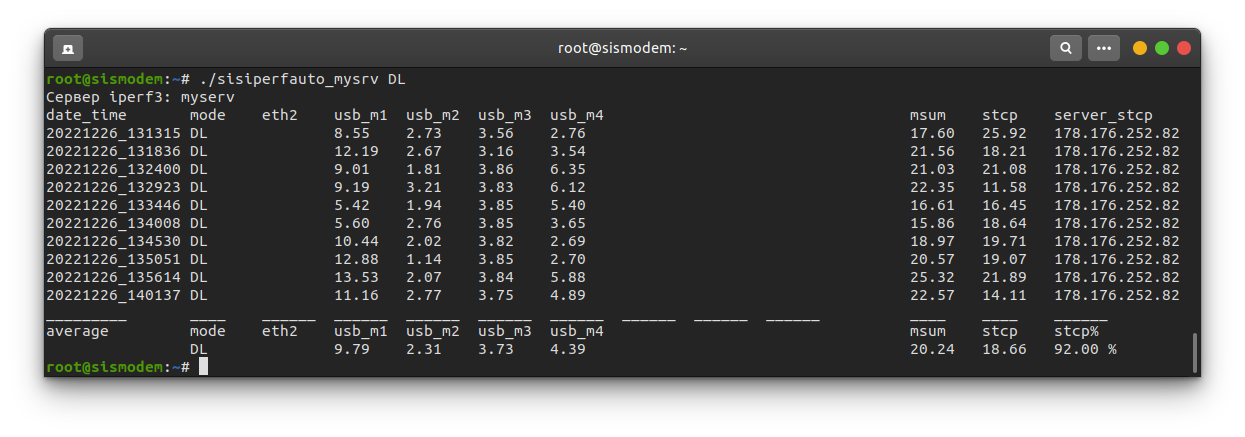 root@sismodem: ~
root@sismodem:~# ./sisiperfauto_mysrv DL
Сервер iperf3: myserv
date_time mode eth2 usb_m1 usb_m2 usb_m3 usb_m4 msum stcp server_stcp
20221226_131315 DL 8.55 2.73 3.56 2.76 17.60 25.92 178.176.252.82
20221226_131836 DL 12.19 2.67 3.16 3.54 21.56 18.21 178.176.252.82
20221226_132400 DL 9.01 1.81 3.86 6.35 21.03 21.08 178.176.252.82
20221226_132923 DL 9.19 3.21 3.83 6.12 22.35 11.58 178.176.252.82
20221226_133446 DL 5.42 1.94 3.85 5.40 16.61 16.45 178.176.252.82
20221226_134008 DL 5.60 2.76 3.85 3.65 15.86 18.64 178.176.252.82
20221226_134530 DL 10.44 2.02 3.82 2.69 18.97 19.71 178.176.252.82
20221226_135051 DL 12.88 1.14 3.85 2.70 20.57 19.07 178.176.252.82
20221226_135614 DL 13.53 2.07 3.84 5.88 25.32 21.89 178.176.252.82
20221226_140137 DL 11.16 2.77 3.75 4.89 22.57 14.11 178.176.252.82
_________ ____ ______ ______ ______ ______ ______ ______ ______ ______ ____ ____ ______
average mode eth2 usb_m1 usb_m2 usb_m3 usb_m4 msum stcp stcp%
DL 9.79 2.31 3.73 4.39 20.24 18.66 92.00 %
root@sismodem:~#